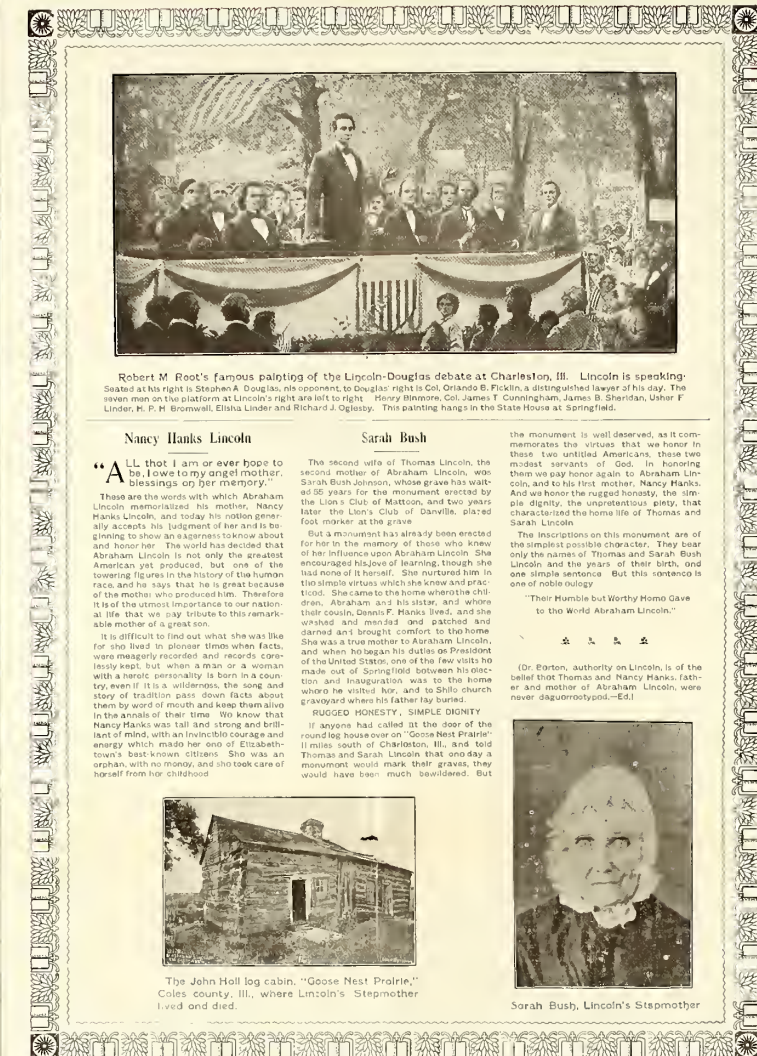 Robert M Root's famous painting of the Lincoln-Douglas debate at Charleston, Ill. Lincoln is speaking.
Seated at his right is Stephen A Douglas, his opponent, to Douglas' right is Col, Orlando B. Ficklin, a distinguished lawyer of his day. The
seven men on the platform at Lincoln's right are left to right Henry Binmore, Col. James T Cunningham, James B. Sheridan, Usher F
Linder, H. P. H Bromwell, Elisha Linder and Richard J. Oglesby. This painting hangs in the State House at Springfield.
Nancy Hanks Lincoln
"ALL that I am or ever hope to
be, I owe to my angel mother,
blessings on her memory."
These are the words with which Abraham
Lincoln memorialized his mother, Nancy
Hanks Lincoln, and today his nation gener-
ally accepts his judgment of her and is be-
ginning to show an eagerness to know about
and honor her The world has decided that
Abraham Lincoln is not only the greatest
American yet produced, but one of the
towering figures in the history of the human
race, and he says that he is great because
of the mother who produced him. Therefore
it is of the utmost importance to our nation-
al life that we pay tribute to this remark-
able mother of a great son.
It is difficult to find out what she was like
for she lived in pioneer times when facts,
were meagerly recorded and records care-
lessly kept, but when a man or a woman
with a heroic personality is born in a coun-
try, even if it is a wilderness, the song and
story of tradition pass down facts about
them by word of mouth and keep them alive
in the annals of their time We know that
Nancy Hanks was tall and strong and brilli-
ant of mind, with an invincible courage and
energy which made her one of Elizabeth-
town's best-known citizens She was an
orphan, with no money, and she took care of
herself from her childhood
Sarah Bush
The second wife of Thomas Lincoln, the
second mother of Abraham Lincoln, was
Sarah Bush Johnson, whose grave has wait-
ed 55 years for the monument erected by
the Lion's Club of Mattoon, and two years
later the Lion's Club of Danville, placed
foot marker at the grave
But a monument has already been erected
for her in the memory of those who knew
of her influence upon Abraham Lincoln She
encouraged his love of learning, though she
had none of it herself. She nurtured him in
the simple virtues which she knew and prac-
ticed. She came to the home where the chil-
dren, Abraham and his sister, and where
their cousin, Dennis F. Hanks lived, and she
washed and mended and patched and
darned and brought comfort to the home
She was a true mother to Abraham Lincoln,
and when he began his duties as President
of the United States, one of the few visits he
made out of Springfield between his elec-
tion and inauguration was to the home
where he visited her, and to Shilo church
graveyard where his father lay buried.
RUGGED HONESTY, SIMPLE DIGNITY
If anyone had called at the door of the
round log house over on "Goose Nest Prairie"
11 miles south of Charleston, Ill., and told
Thomas and Sarah Lincoln that one day a
monument would mark their graves, they
would have been much bewildered. But
the monument is well deserved, as it com-
memorates the virtues that we honor in
these two untitled Americans, these two
modest servants of God. In honoring
them we pay honor again to Abraham Lin-
coln, and to his first mother, Nancy Hanks.
And we honor the rugged honesty, the sim-
ple dignity, the unpretentious piety, that
characterized the home life of Thomas and
Sarah Lincoln
The inscriptions on this monument are of
the simplest possible character. They bear
only the names of Thomas and Sarah Bush
Lincoln and the years of their birth, and
one simple sentence But this sentence is
one of noble eulogy
"Their Humble but Worthy Home Gave
to the World Abraham Lincoln."
(Dr. Barton, authority on Lincoln, is of the
belief that Thomas and Nancy Hanks, fath-
er and mother of Abraham Lincoln, were
never daguerrotyped.—Ed.)
The John Hall log cabin, "Goose Nest Prairie,"
Coles county, Ill., where Lincoln's Stepmother
lived and died.
Sarah Bush, Lincoln's Stepmother